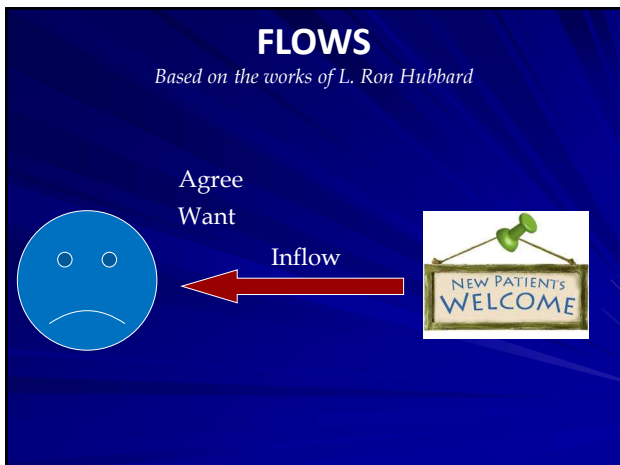 FLOWS
Based on the works of L. Ron Hubbard
Agree
Want
Inflow
NEW PATIENTS
WELCOME